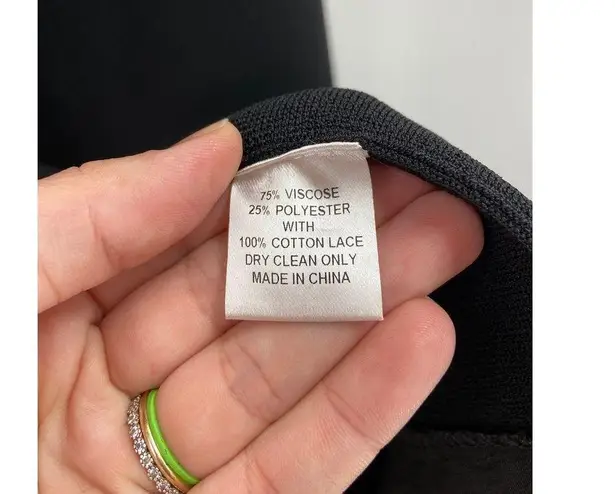 75% VISCOSE
25% POLYESTER
WITH
100% COTTON LACE
DRY CLEAN ONLY
MADE IN CHINA